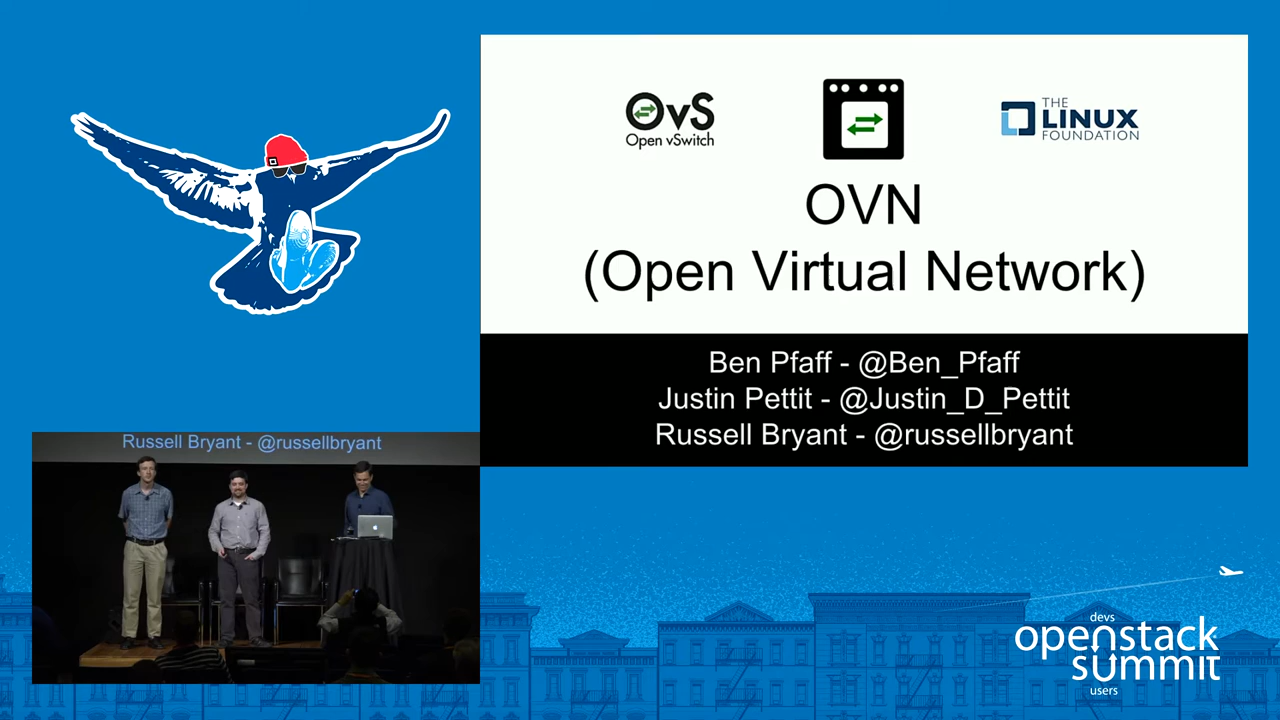 OvS
Open vSwitch
THE
LINUX
FOUNDATION
OVN
(Open Virtual Network)
Ben Pfaff - @Ben_Pfaff
Justin Pettit - @Justin_D_Pettit
Russell Bryant - @russellbryant
Russell Bryant - @russellbryant
devs
openstack
summit
users